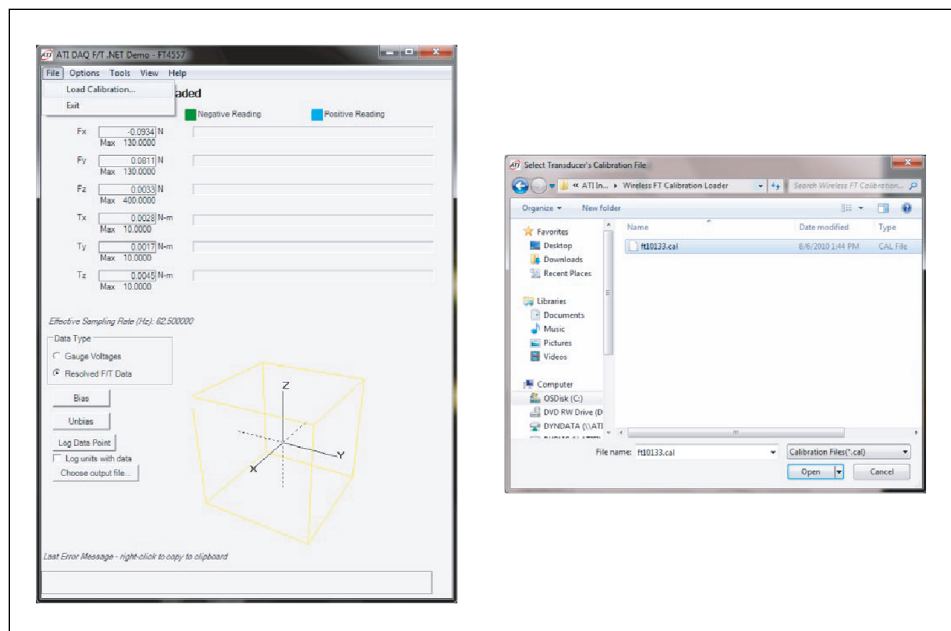 ATI DAQ F/T .NET Demo - FT4557
File Options Tools View Help
Load Calibration...
Exit
aded
Negative Reading Positive Reading
Fx -0.0934 N
Max 130.0000
Fy 0.0811 N
Max 130.0000
Fz 0.0033 N
Max 400.0000
Tx 0.0028 N-m
Max 10.0000
Ty 0.0017 N-m
Max 10.0000
Tz 0.0045 N-m
Max 10.0000
Effective Sampling Rate (Hz): 62.500000
Data Type
Gauge Voltages
Resolved F/T Data
Bias
Unbias
Log Data Point
Log units with data
Choose output file...
Z
X
Y
Last Error Message - right-click to copy to clipboard
ATI Select Transducer's Calibration File
« ATI In... Wireless FT Calibration Loader Search Wireless FT Calibration...
Organize New folder
Name Date modified Type
ft10133.cal 8/6/2010 1:44 PM CAL File
Favorites
Desktop
Downloads
Recent Places
Libraries
Documents
Music
Pictures
Videos
Computer
OSDisk (C:)
DVD RW Drive (D
DYNDATA (\\ATI
File name: ft10133.cal Calibration Files(*.cal)
Open Cancel